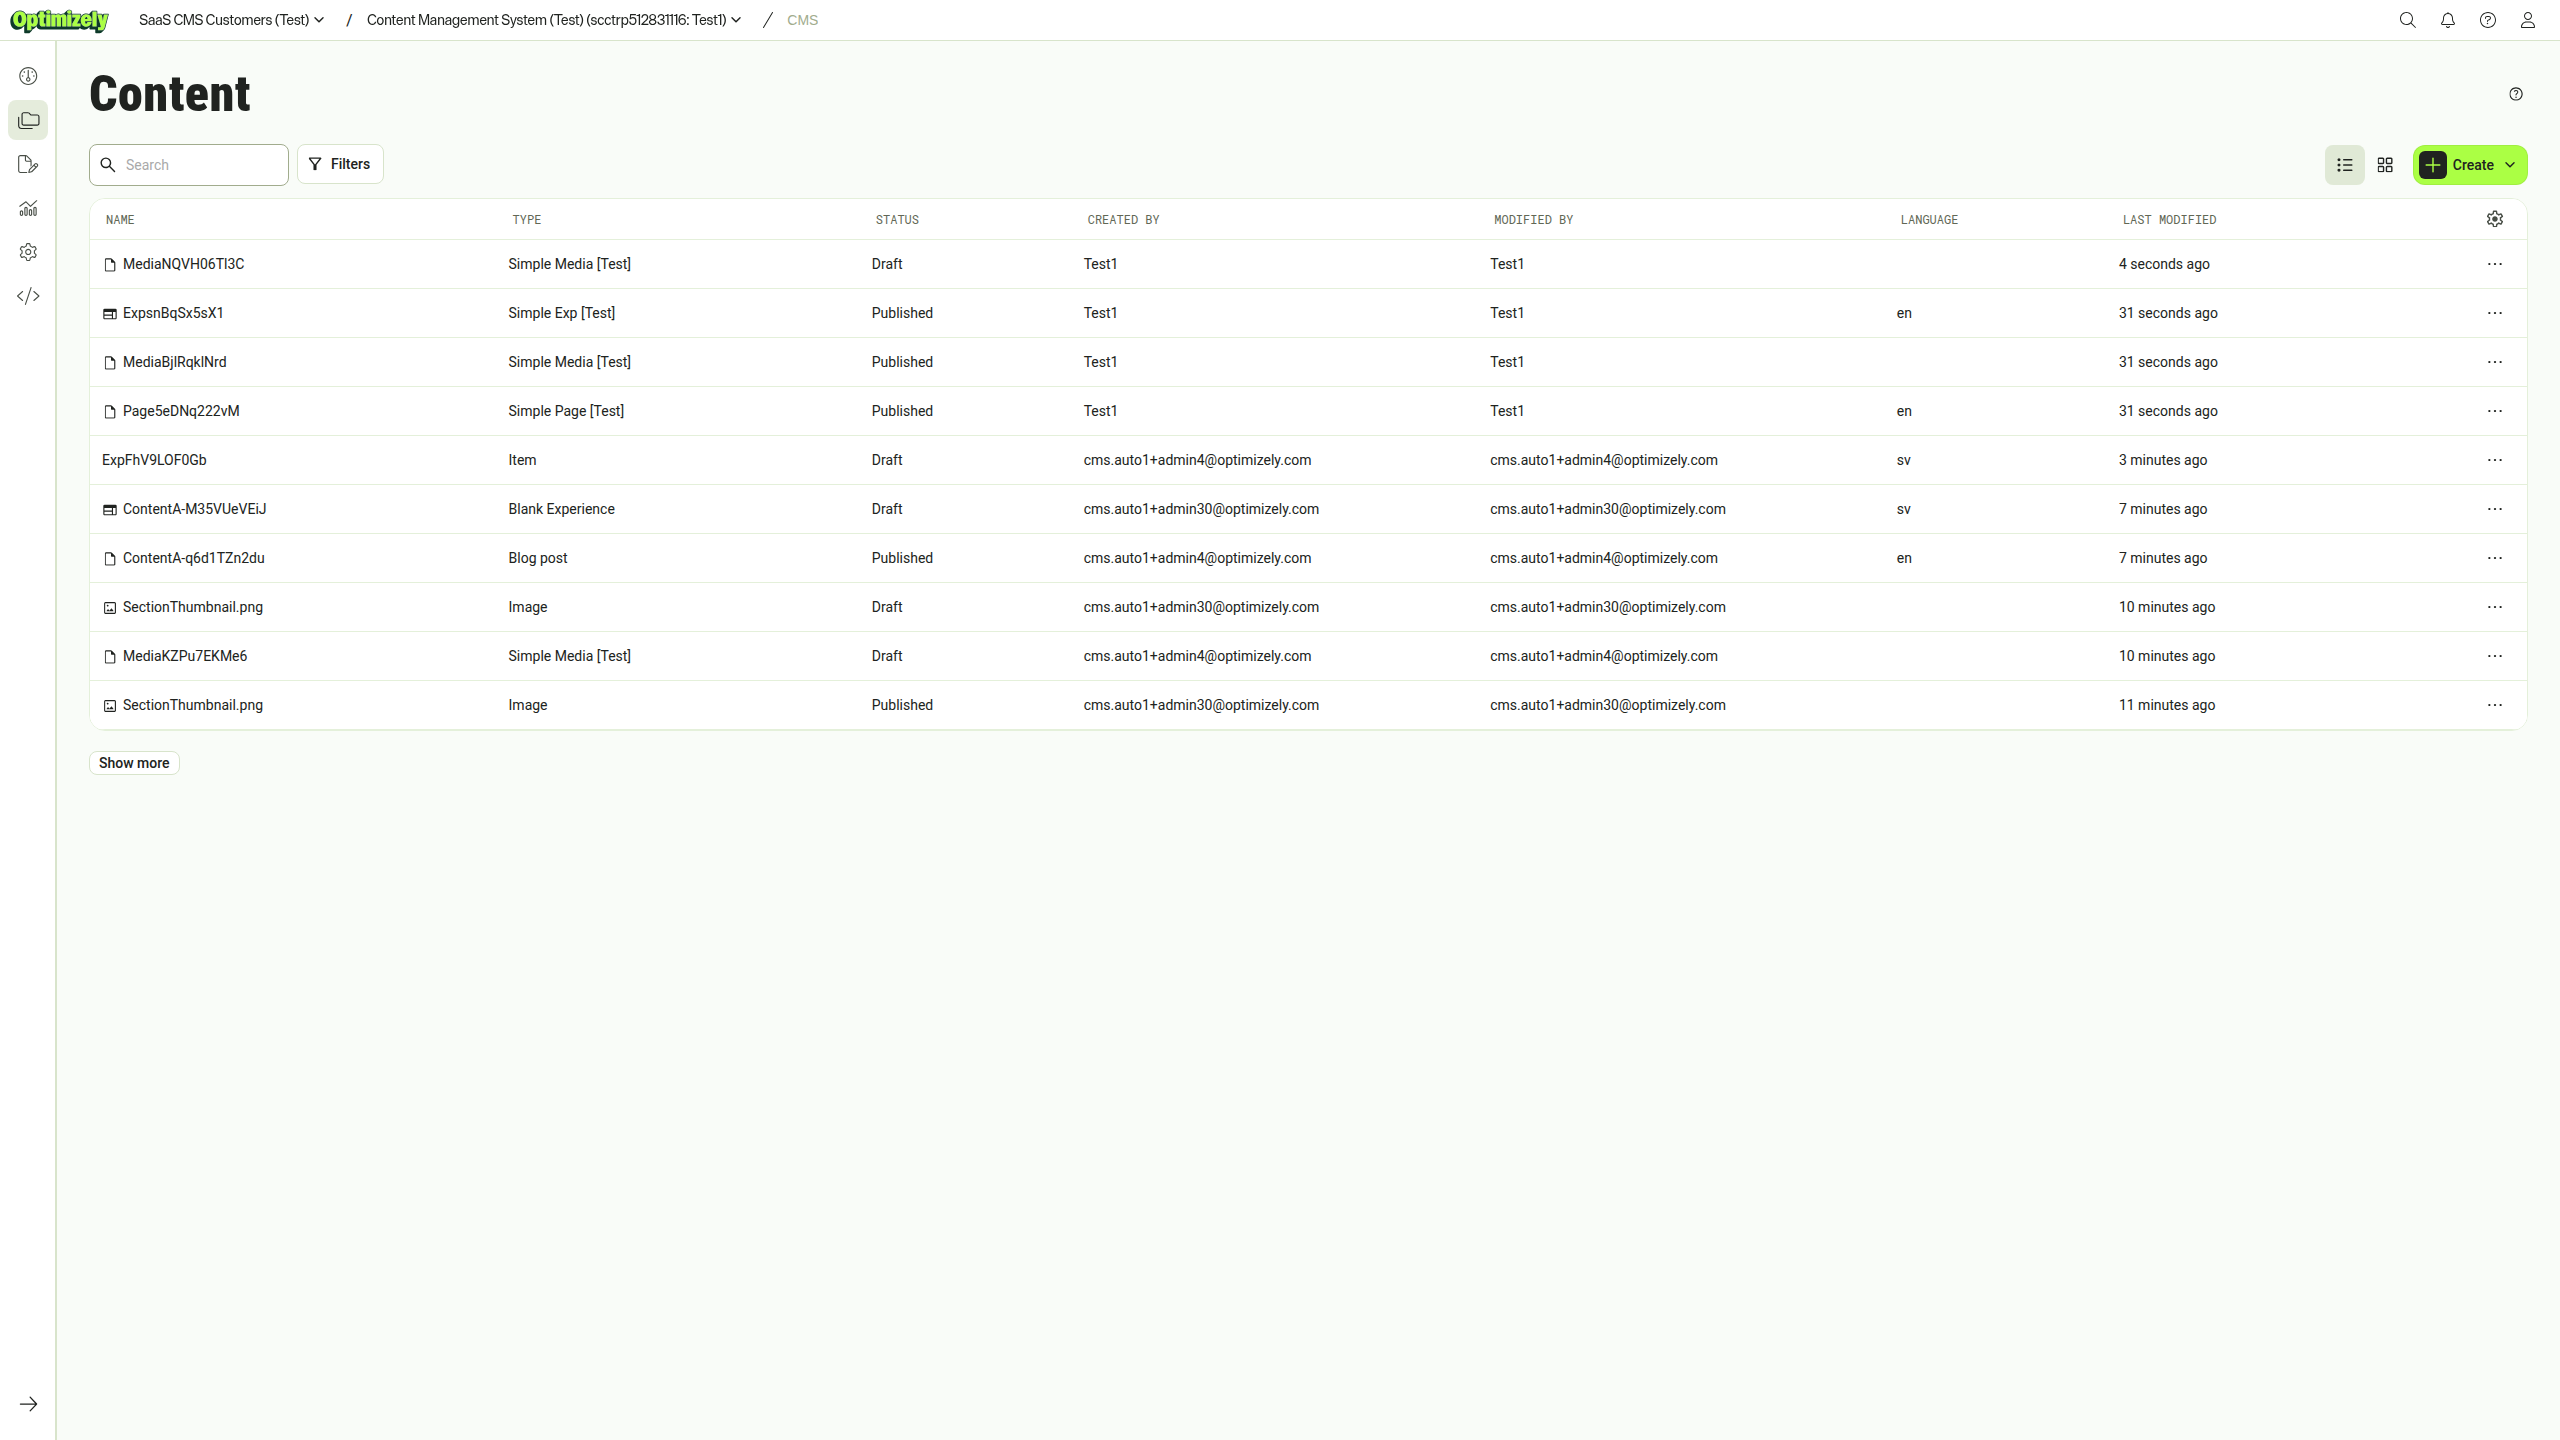 Optimizely SaaS CMS Customers (Test) / Content Management System (Test) (scctrp512831116: Test1) / CMS
Content
Search Filters Create
NAME TYPE STATUS CREATED BY MODIFIED BY LANGUAGE LAST MODIFIED
MediaNQVH06TI3C Simple Media [Test] Draft Test1 Test1 4 seconds ago
ExpsnBqSx5sX1 Simple Exp [Test] Published Test1 Test1 en 31 seconds ago
MediaBjIRqkINrd Simple Media [Test] Published Test1 Test1 31 seconds ago
Page5eDNq222vM Simple Page [Test] Published Test1 Test1 en 31 seconds ago
ExpFhV9LOF0Gb Item Draft cms.auto1+admin4@optimizely.com cms.auto1+admin4@optimizely.com sv 3 minutes ago
ContentA-M35VUeVEiJ Blank Experience Draft cms.auto1+admin30@optimizely.com cms.auto1+admin30@optimizely.com sv 7 minutes ago
ContentA-q6d1TZn2du Blog post Published cms.auto1+admin4@optimizely.com cms.auto1+admin4@optimizely.com en 7 minutes ago
SectionThumbnail.png Image Draft cms.auto1+admin30@optimizely.com cms.auto1+admin30@optimizely.com 10 minutes ago
MediaKZPu7EKMe6 Simple Media [Test] Draft cms.auto1+admin4@optimizely.com cms.auto1+admin4@optimizely.com 10 minutes ago
SectionThumbnail.png Image Published cms.auto1+admin30@optimizely.com cms.auto1+admin30@optimizely.com 11 minutes ago
Show more